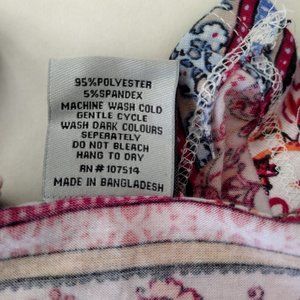 95%POLYESTER
5%SPANDEX
MACHINE WASH COLD
GENTLE CYCLE
WASH DARK COLOURS
SEPERATELY
DO NOT BLEACH
HANG TO DRY
RN# 107514
MADE IN BANGLADESH